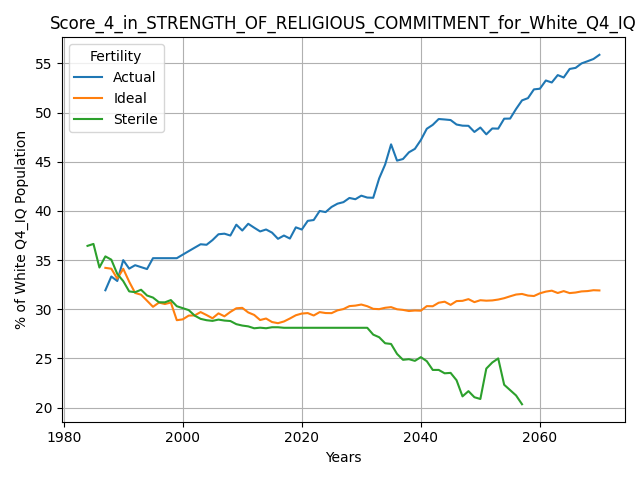 Score_4_in_STRENGTH_OF_RELIGIOUS_COMMITMENT_for_White_Q4_IQ
Fertility
Actual
Ideal
Sterile
% of White Q4_IQ Population
55
50
45
40
35
30
25
20
1980
2000
2020
2040
2060
Years